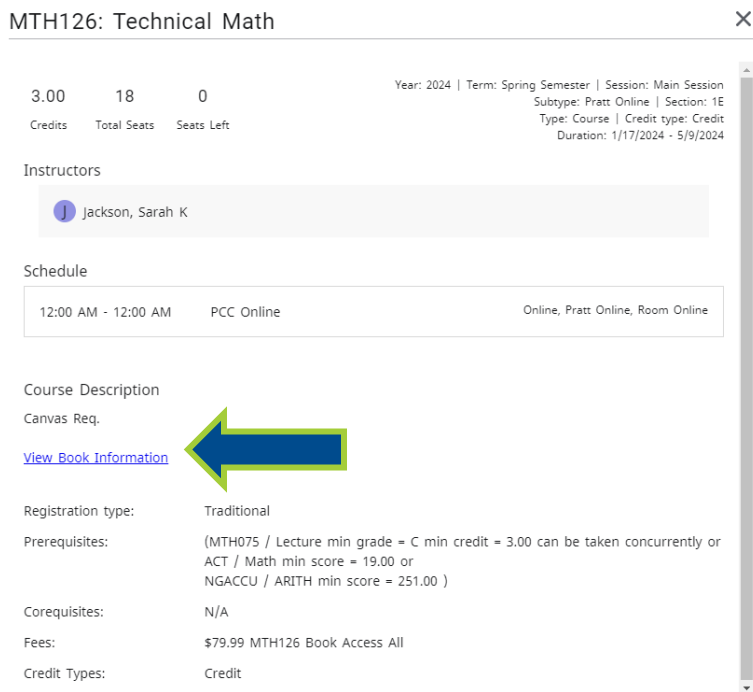 MTH126: Technical Math
3.00 18 0
Credits Total Seats Seats Left
Year: 2024 | Term: Spring Semester | Session: Main Session
Subtype: Pratt Online | Section: 1E
Type: Course | Credit type: Credit
Duration: 1/17/2024 - 5/9/2024
Instructors
J Jackson, Sarah K
Schedule
12:00 AM - 12:00 AM PCC Online Online, Pratt Online, Room Online
Course Description
Canvas Req.
View Book Information
Registration type: Traditional
Prerequisites: (MTH075 / Lecture min grade = C min credit = 3.00 can be taken concurrently or
ACT / Math min score = 19.00 or
NGACCU / ARITH min score = 251.00 )
Corequisites: N/A
Fees: $79.99 MTH126 Book Access All
Credit Types: Credit